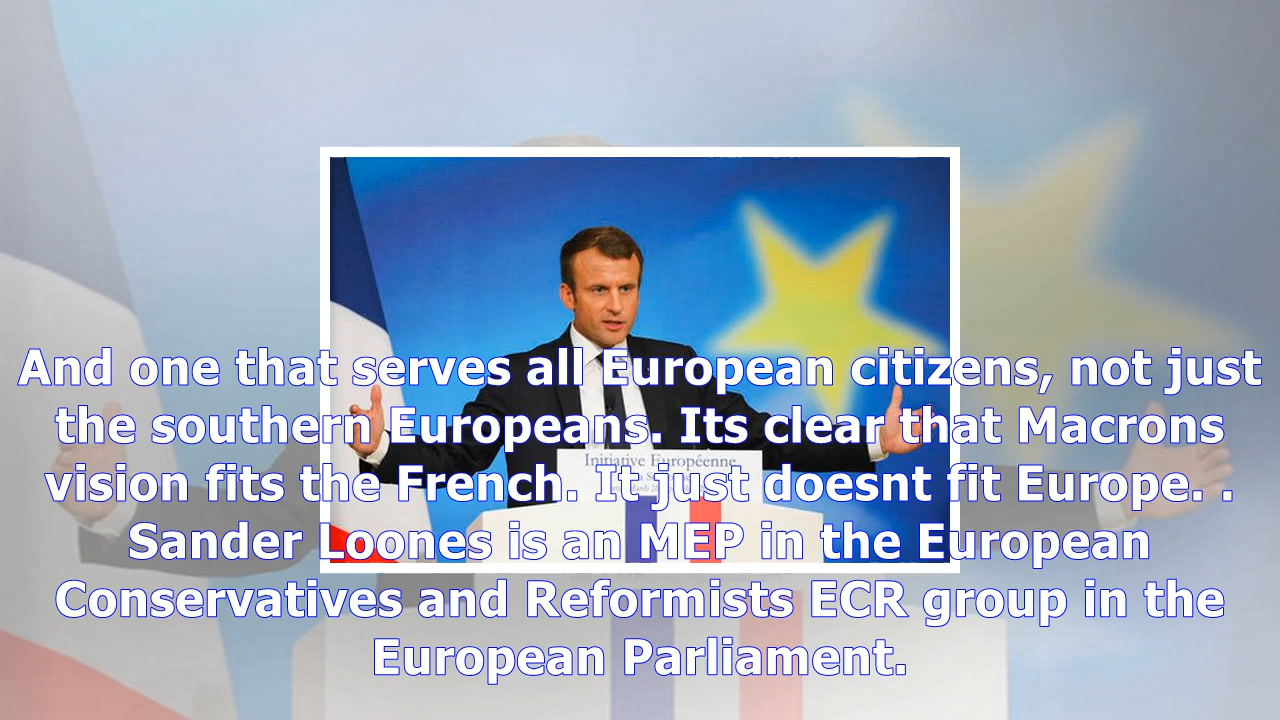 And one that serves all European citizens, not just
the southern Europeans. Its clear that Macrons
vision fits the French. It just doesnt fit Europe. .
Sander Loones is an MEP in the European
Conservatives and Reformists ECR group in the
European Parliament.
Initiative Européenne